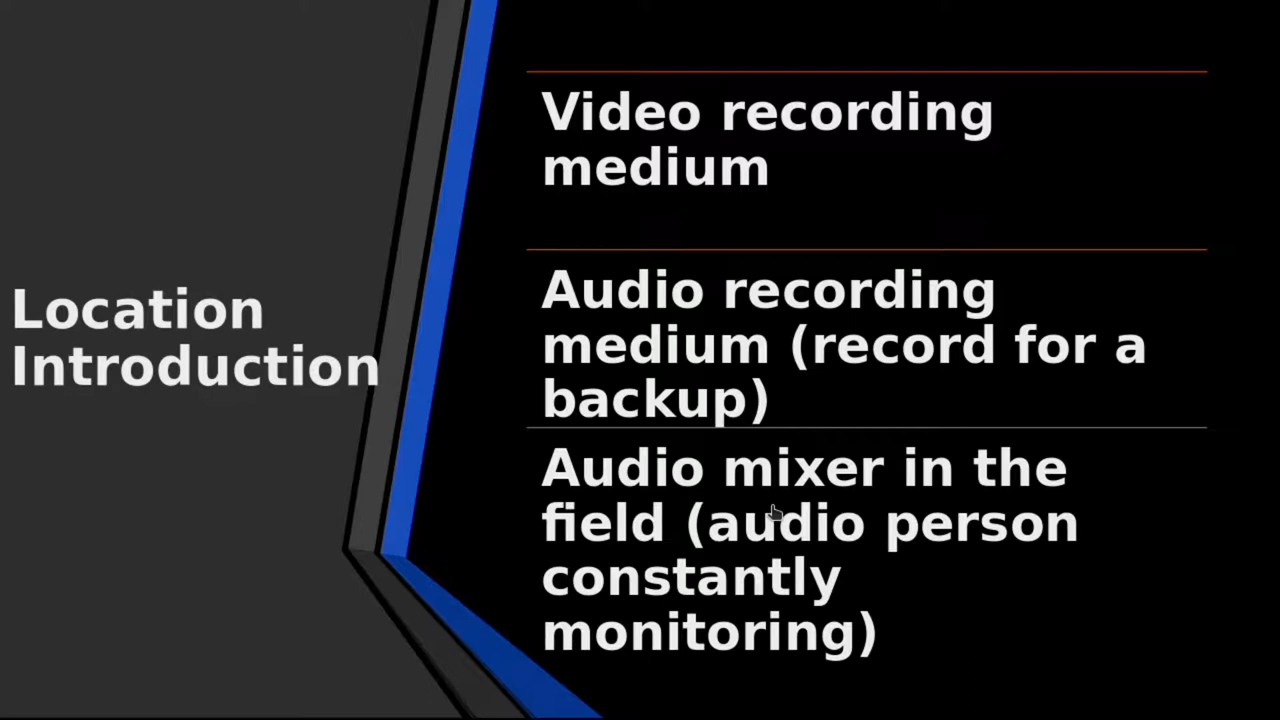 Location
Introduction
Video recording
medium
Audio recording
medium (record for a
backup)
Audio mixer in the
field (audio person
constantly
monitoring)